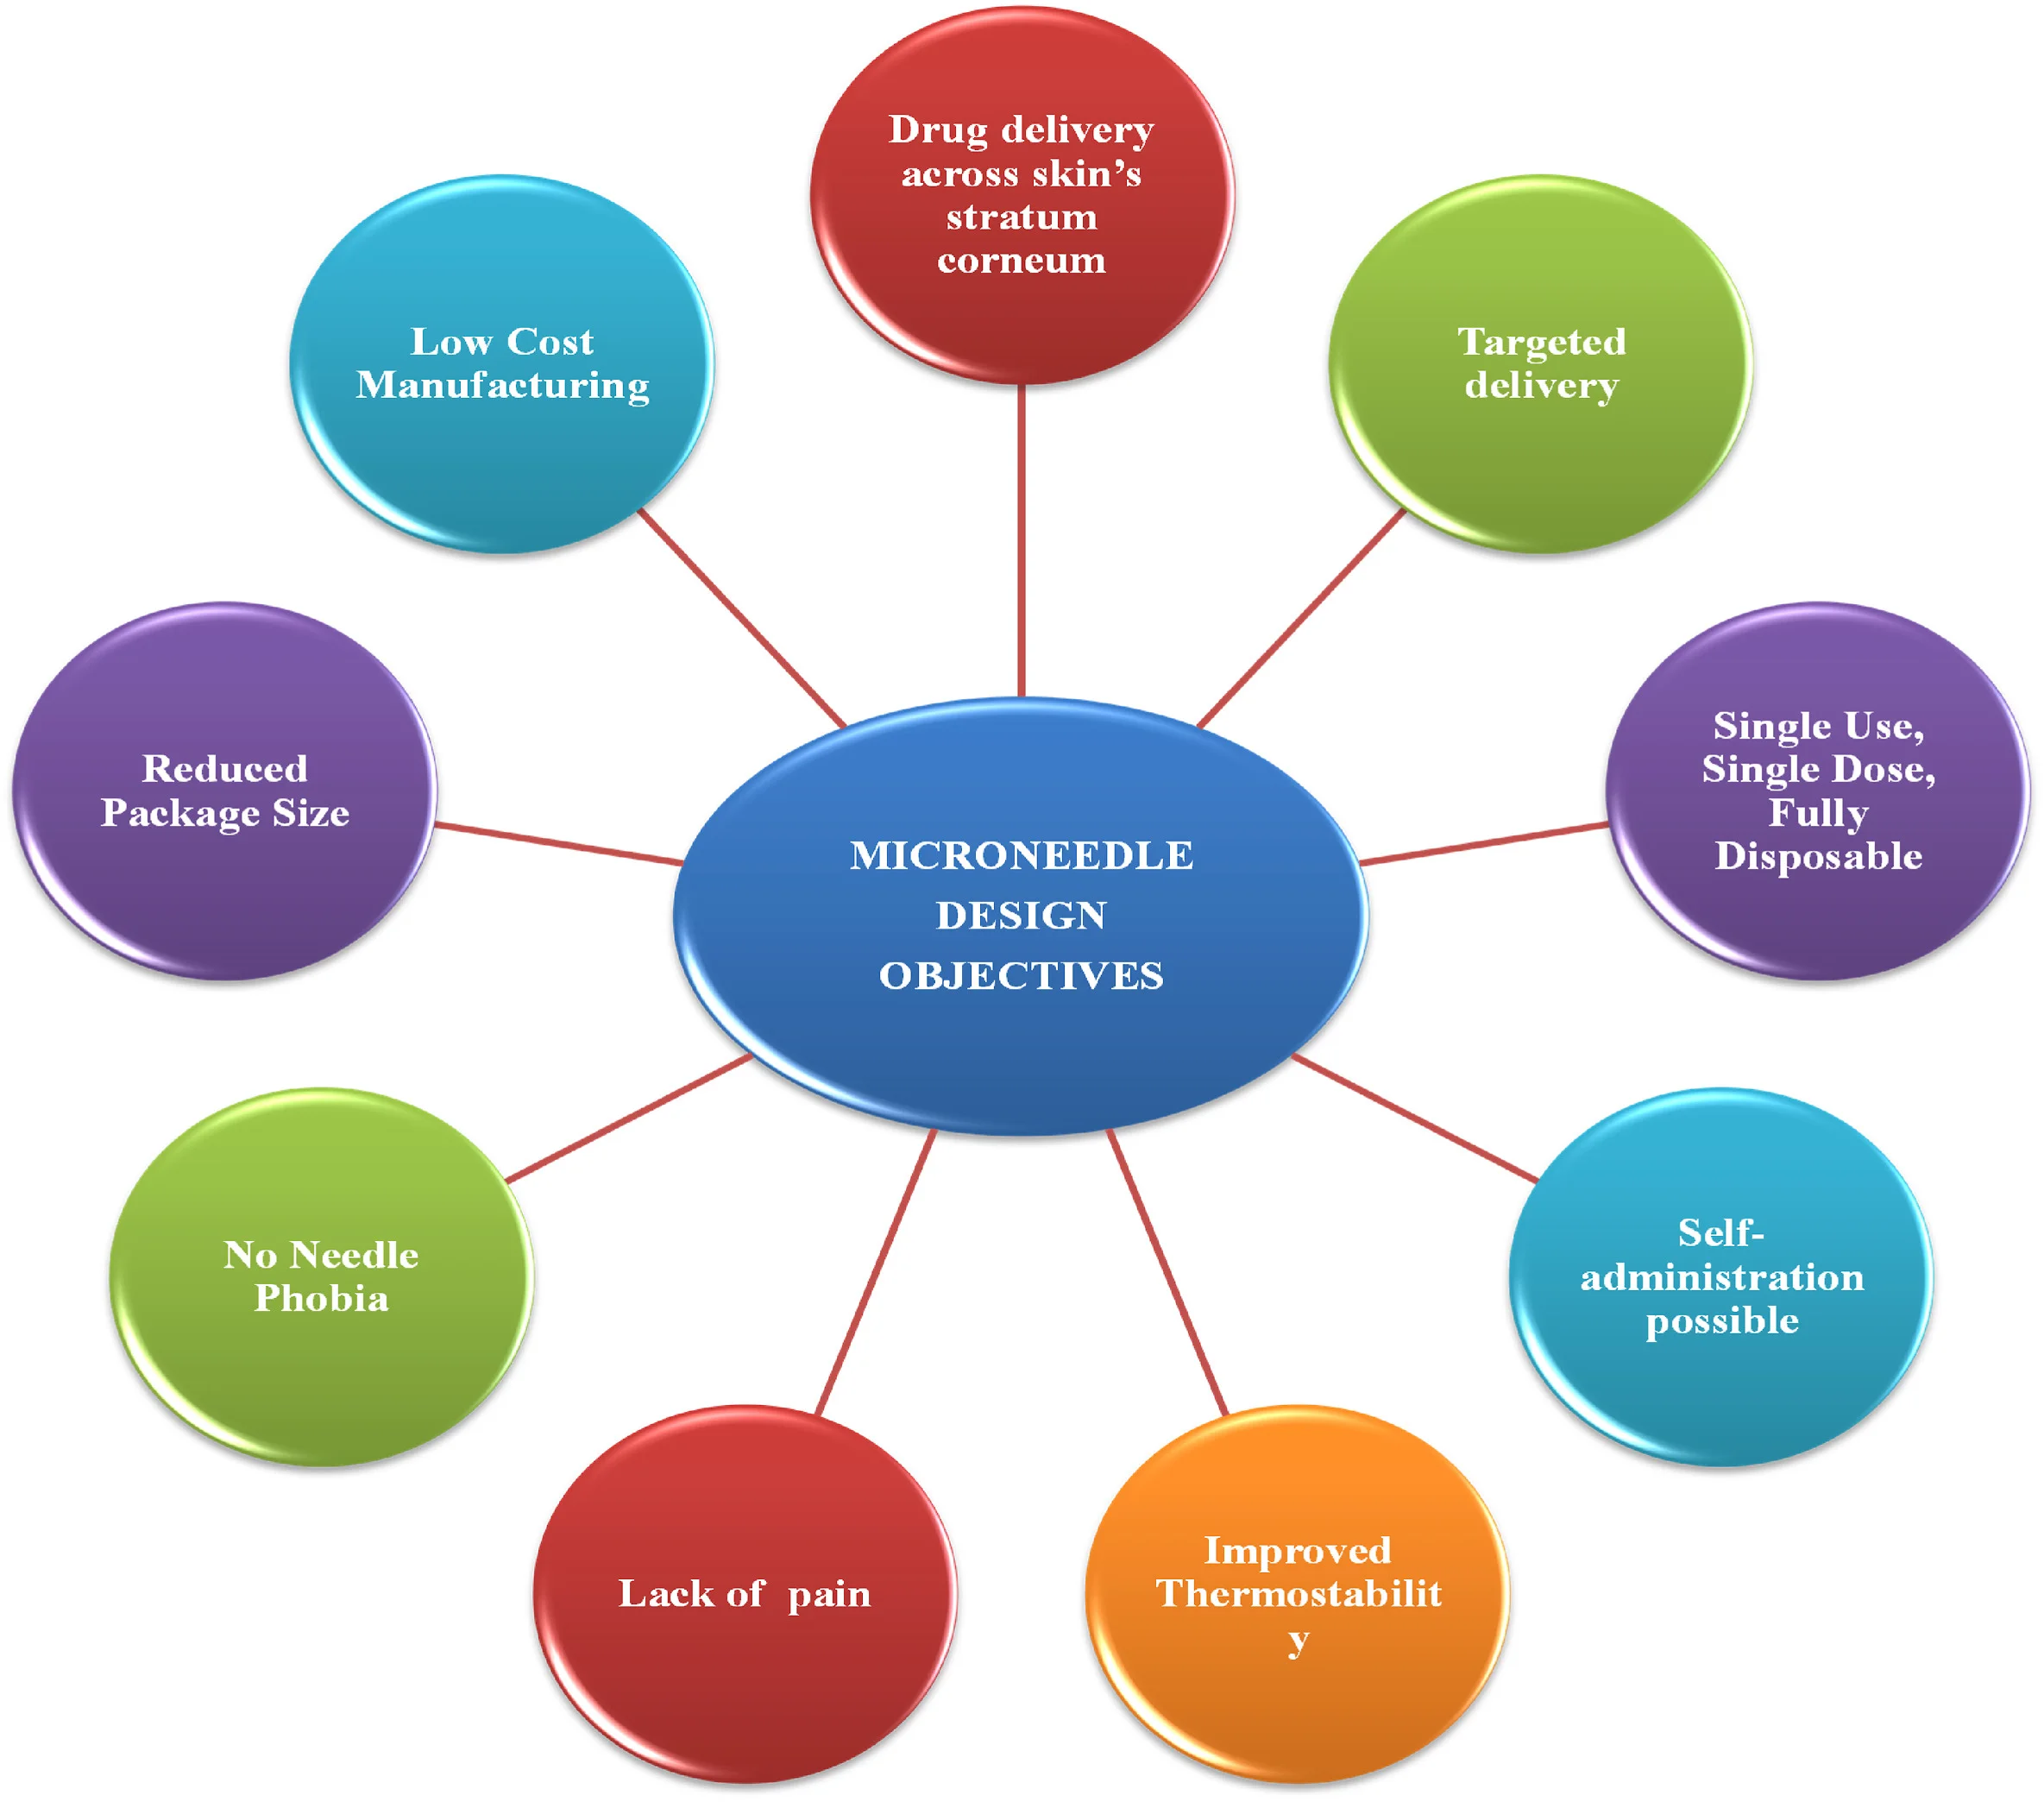 Drug delivery
across skin’s
stratum
corneum
Targeted
delivery
Single Use,
Single Dose,
Fully
Disposable
Self-
administration
possible
Improved
Thermostabilit
y
Lack of  pain
No Needle
Phobia
Reduced
Package Size
Low Cost
Manufacturing
MICRONEEDLE
DESIGN
OBJECTIVES